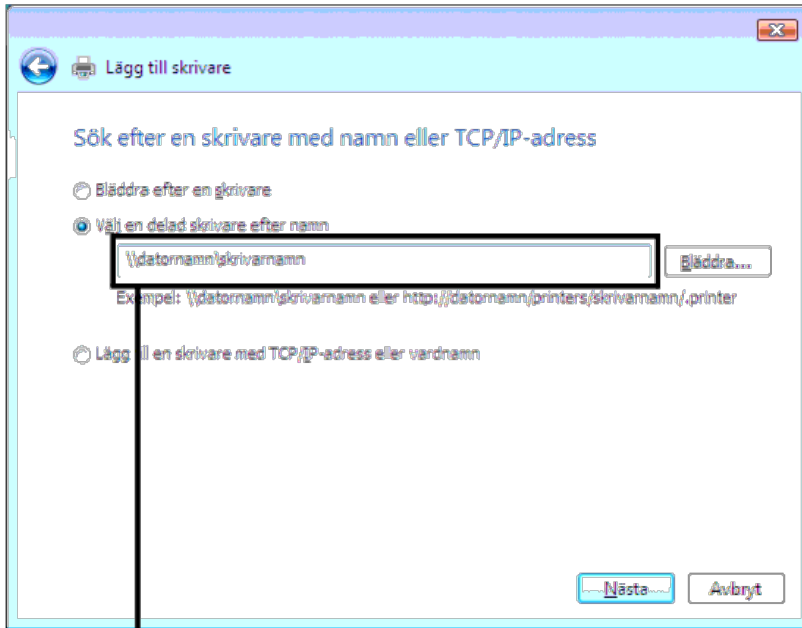 Lägg till skrivare
Sök efter en skrivare med namn eller TCP/IP-adress
Bläddra efter en skrivare
Välj en delad skrivare efter namn
\\datornamn\skrivarnamn
Bläddra...
Exempel: \\datornamn\skrivarnamn eller http://datornamn/printers/skrivarnamn/.printer
Lägg till en skrivare med TCP/IP-adress eller värdnamn
Nästa
Avbryt